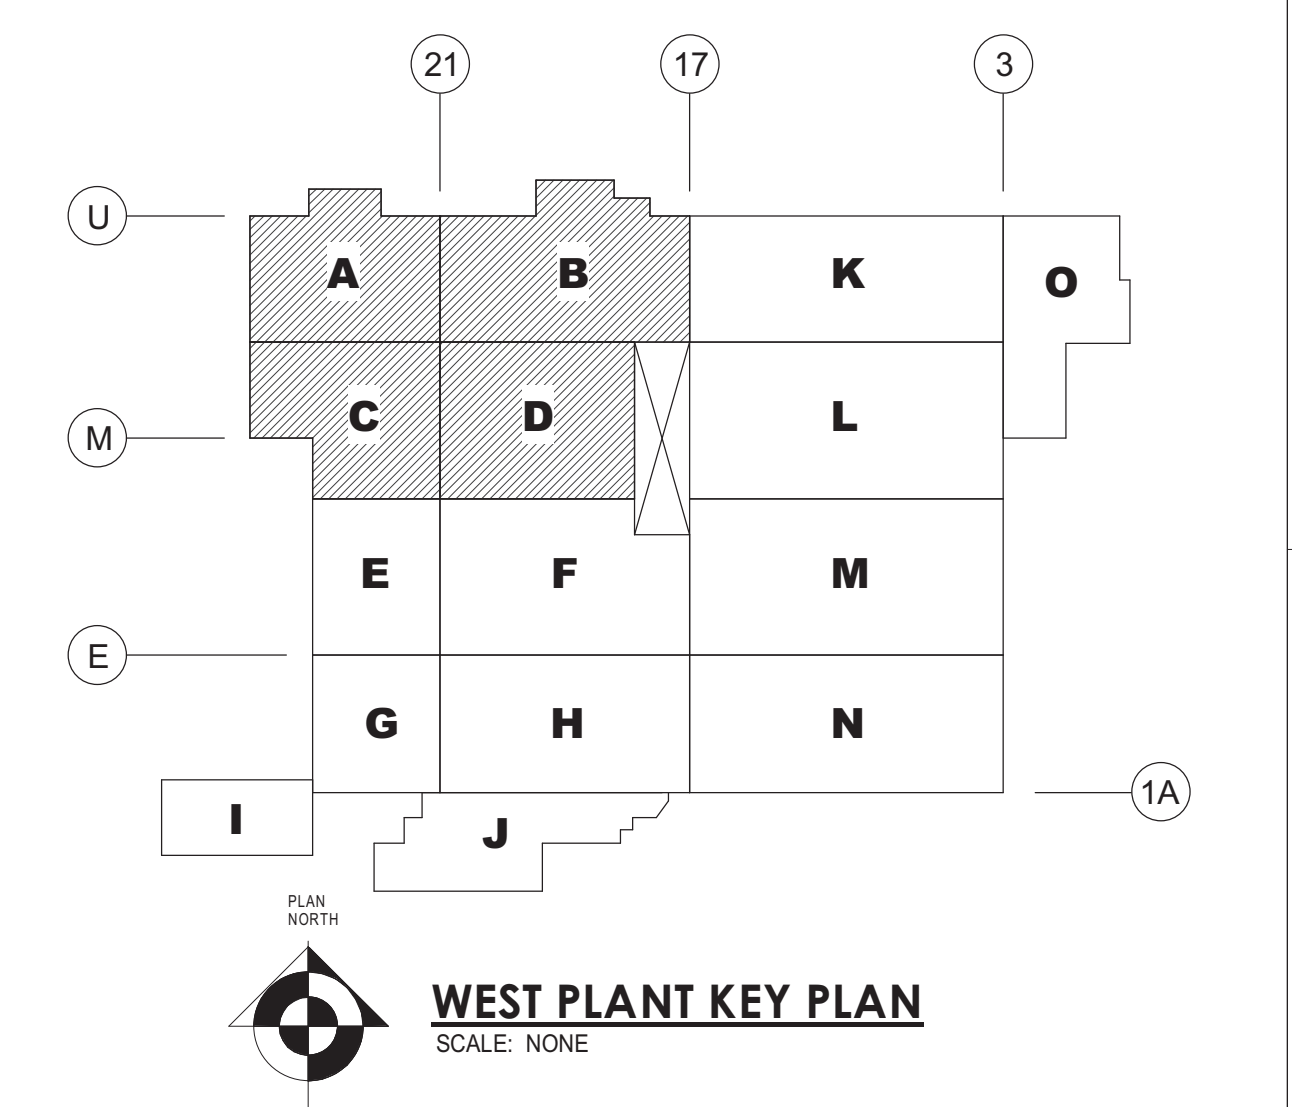 21 17 3
U
A B K O
C D L
M
E F M
E
G H N
1A
I J
PLAN
NORTH
WEST PLANT KEY PLAN
SCALE: NONE